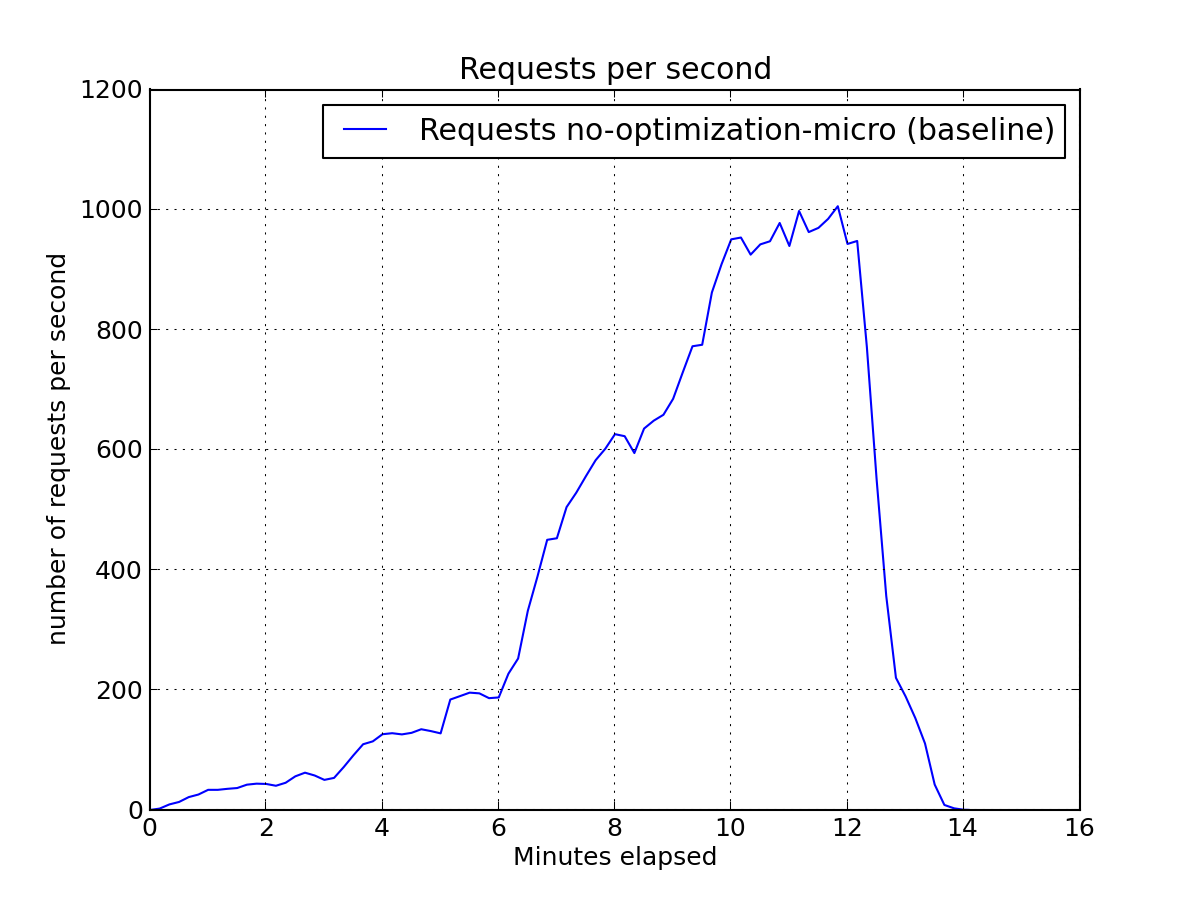 Requests per second
Requests no-optimization-micro (baseline)
number of requests per second
1200
1000
800
600
400
200
0
0 2 4 6 8 10 12 14 16
Minutes elapsed